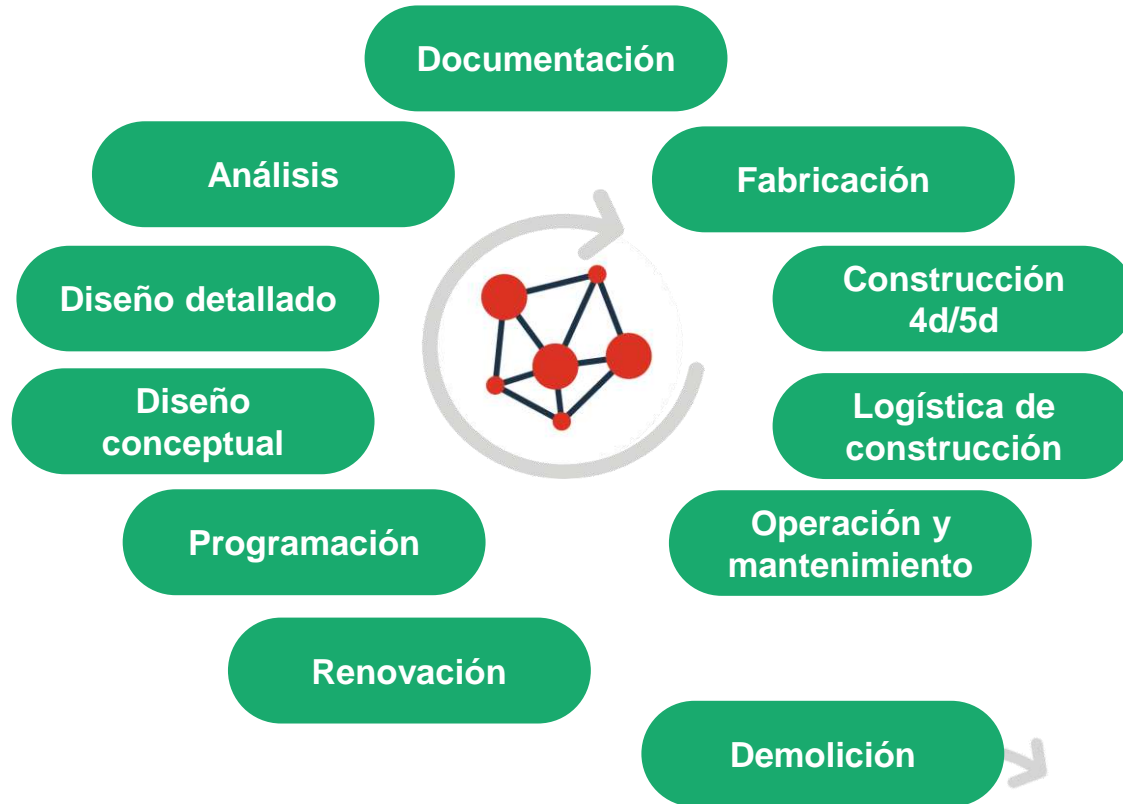 Documentación
Análisis
Fabricación
Diseño detallado
Construcción
4d/5d
Diseño
conceptual
Logística de
construcción
Programación
Operación y
mantenimiento
Renovación
Demolición